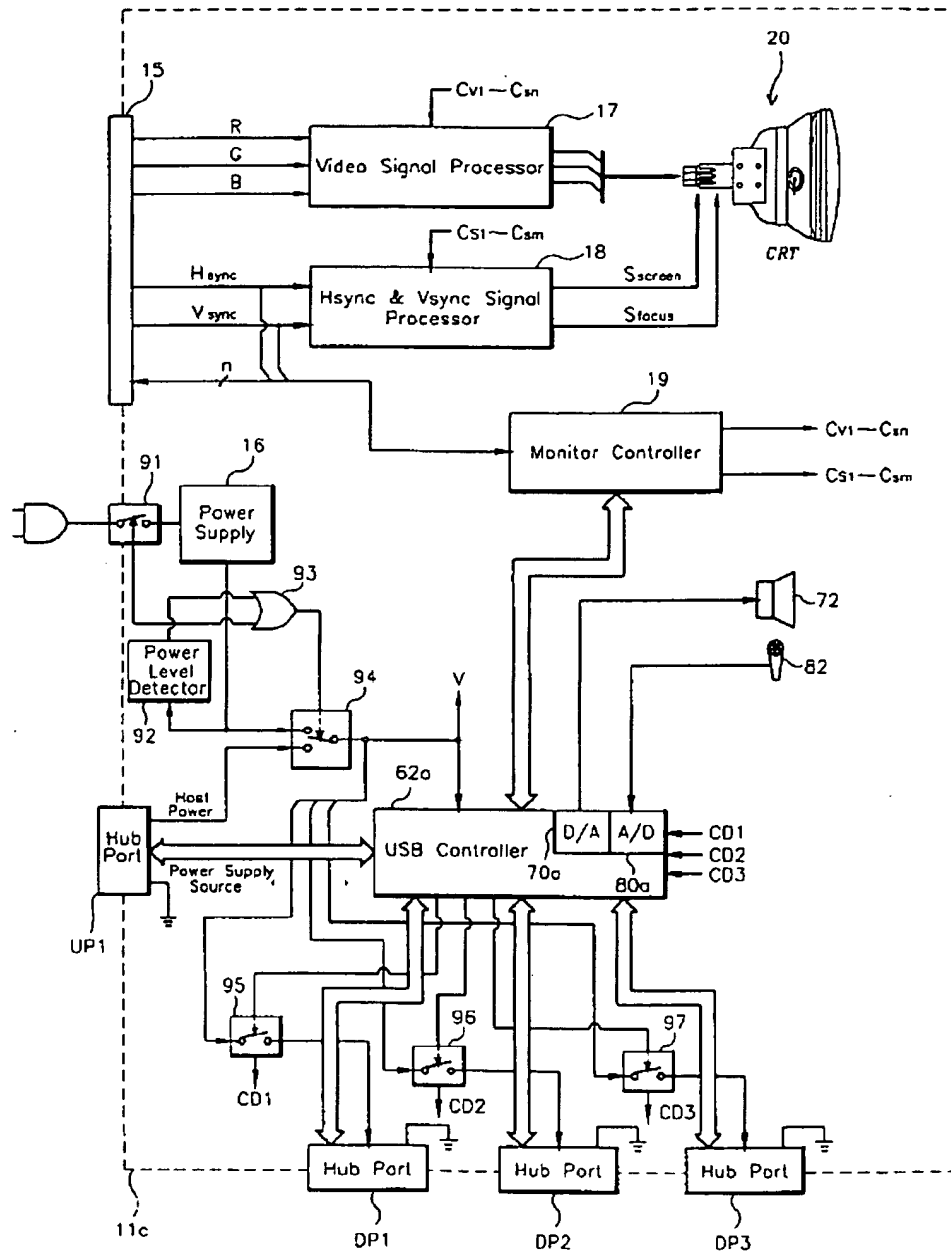 20
15
Cv1—Csn
17
R
G
B
Video Signal Processor
CRT
Cs1—Csm
18
Hsync
Vsync
Hsync & Vsync Signal Processor
Sscreen
Sfocus
n
19
Monitor Controller
Cv1—Csn
Cs1—Csm
91
16
Power Supply
93
72
Power Level Detector
92
94
V
82
62a
Host Power
Hub Port
USB Controller
D/A
A/D
CD1
CD2
CD3
70a
80a
Power Supply Source
UP1
95
96
97
CD1
CD2
CD3
Hub Port
Hub Port
Hub Port
11c
DP1
DP2
DP3